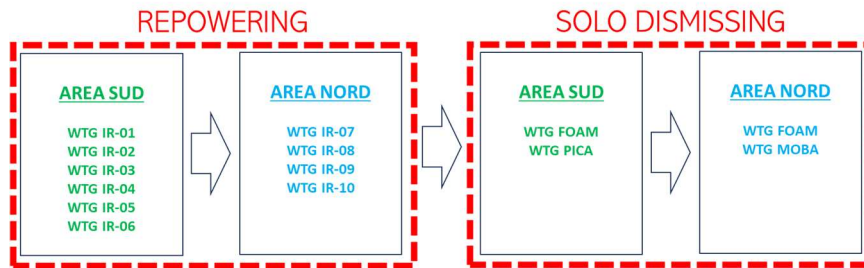 REPOWERING
AREA SUD
WTG IR-01
WTG IR-02
WTG IR-03
WTG IR-04
WTG IR-05
WTG IR-06
AREA NORD
WTG IR-07
WTG IR-08
WTG IR-09
WTG IR-10
SOLO DISMISSING
AREA SUD
WTG FOAM
WTG PICA
AREA NORD
WTG FOAM
WTG MOBA